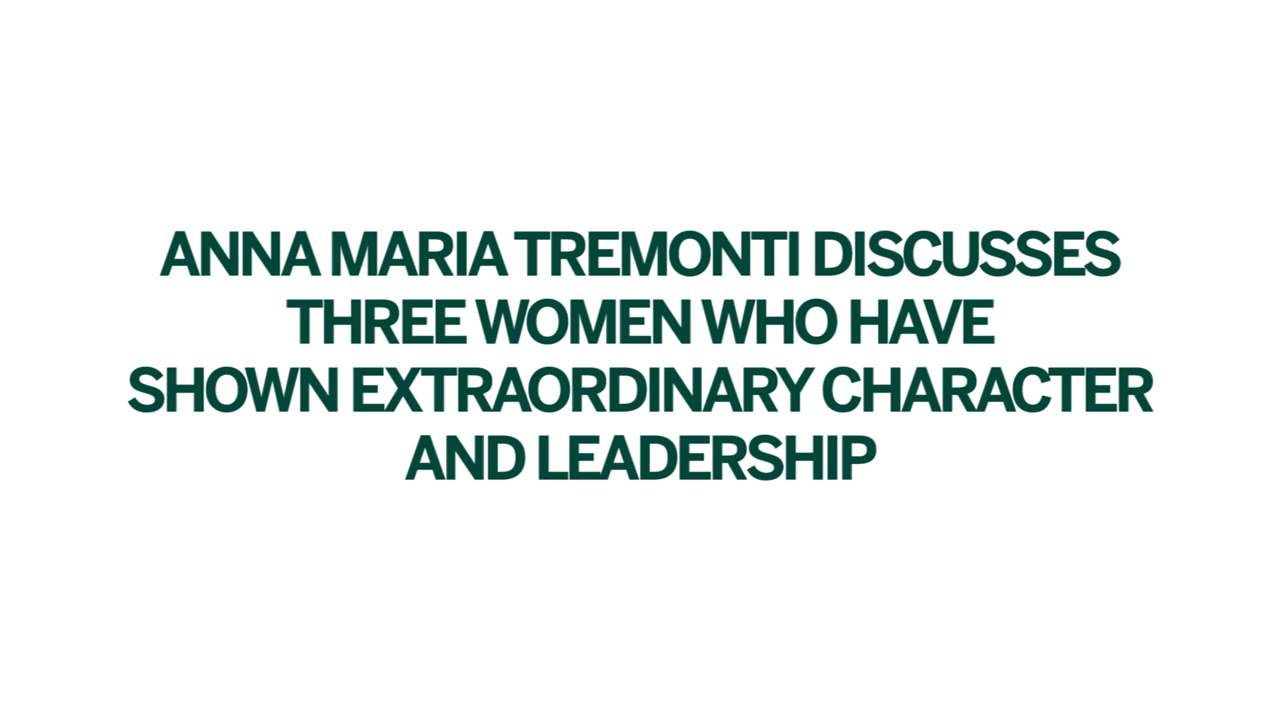 ANNA MARIA TREMONTI DISCUSSES
THREE WOMEN WHO HAVE
SHOWN EXTRAORDINARY CHARACTER
AND LEADERSHIP